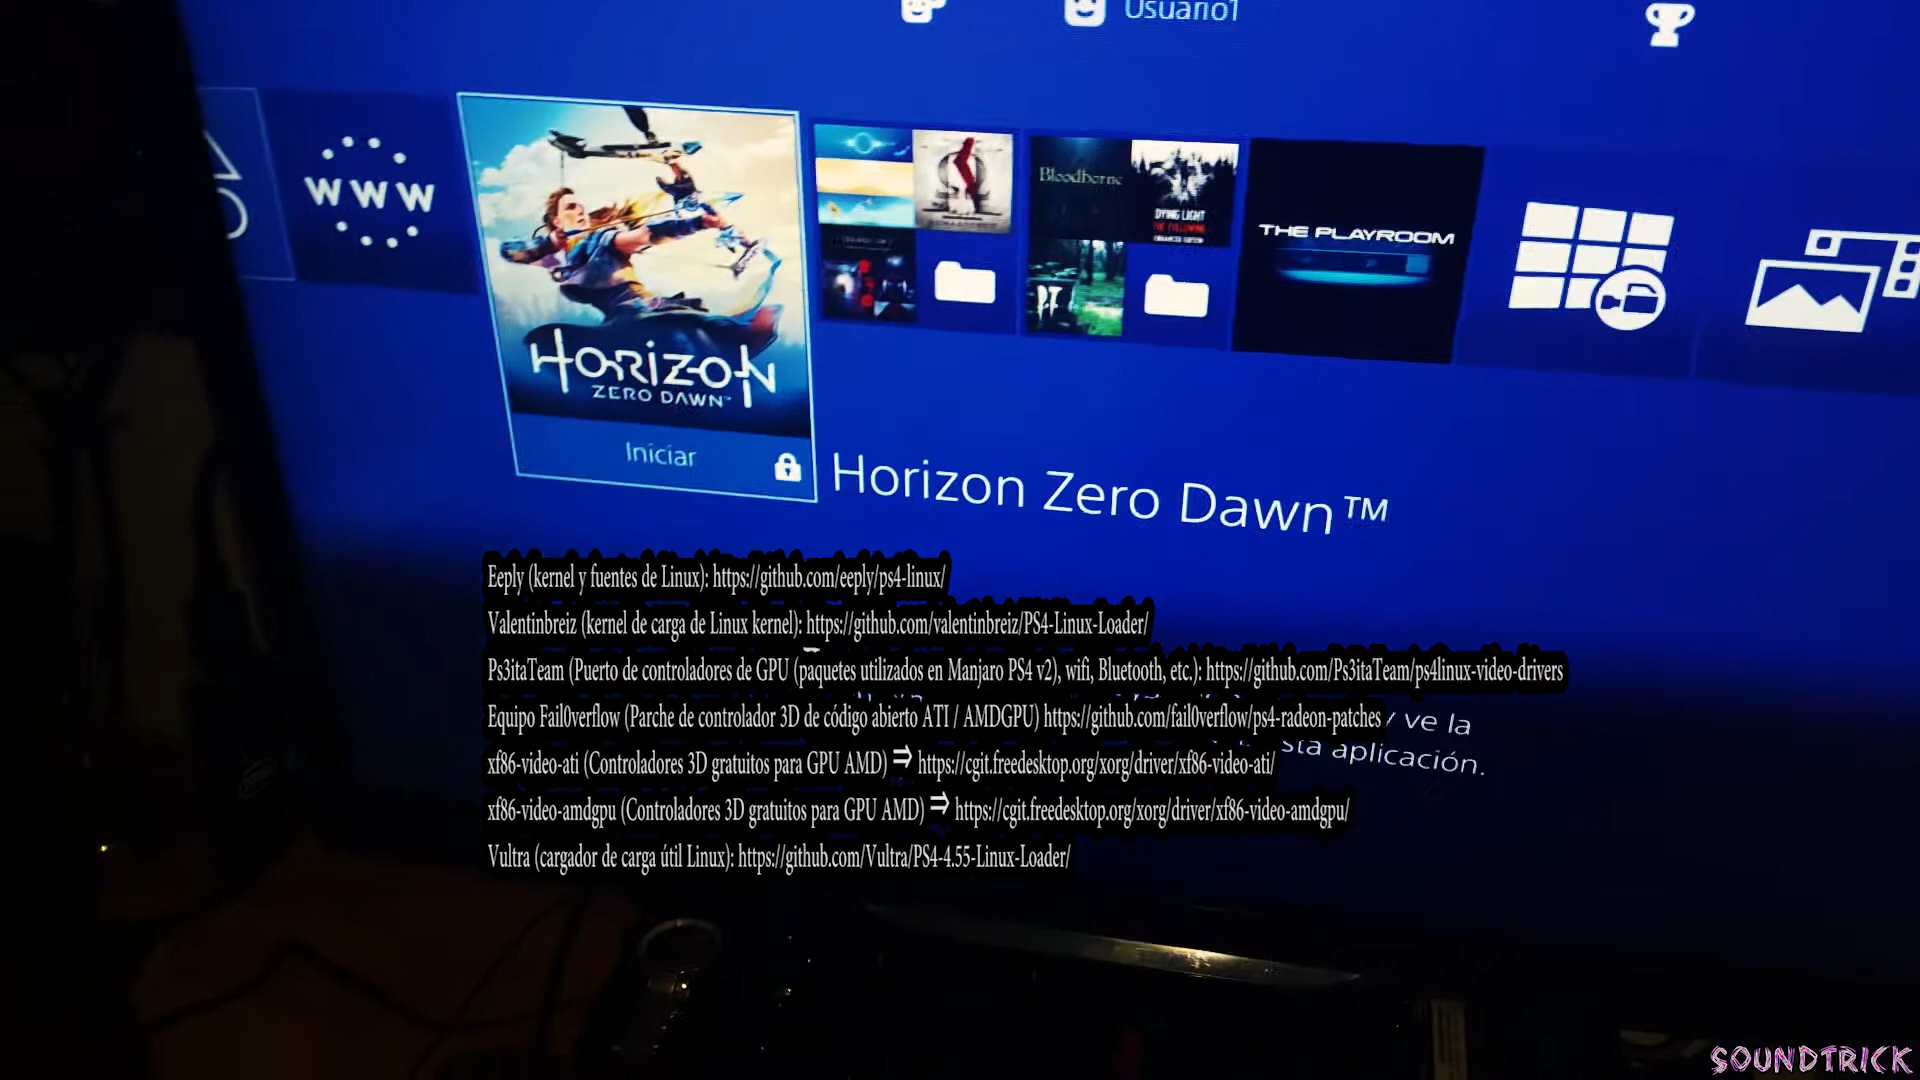 Usuario1
WWW
HORIZON
ZERO DAWN™
Iniciar
Bloodborne
DYING LIGHT
THE FOLLOWING
ENHANCED EDITION
P.T.
THE PLAYROOM
Horizon Zero Dawn™
Eeply (kernel y fuentes de Linux): https://github.com/eeply/ps4-linux/
Valentinbreiz (kernel de carga de Linux kernel): https://github.com/valentinbreiz/PS4-Linux-Loader/
Ps3itaTeam (Puerto de controladores de GPU (paquetes utilizados en Manjaro PS4 v2), wifi, Bluetooth, etc.): https://github.com/Ps3itaTeam/ps4linux-video-drivers
Equipo Fail0verflow (Parche de controlador 3D de código abierto ATI / AMDGPU) https://github.com/fail0verflow/ps4-radeon-patches
y ve la
xf86-video-ati (Controladores 3D gratuitos para GPU AMD) ⇒ https://cgit.freedesktop.org/xorg/driver/xf86-video-ati/
sta aplicación.
xf86-video-amdgpu (Controladores 3D gratuitos para GPU AMD) ⇒ https://cgit.freedesktop.org/xorg/driver/xf86-video-amdgpu/
Vultra (cargador de carga útil Linux): https://github.com/Vultra/PS4-4.55-Linux-Loader/
SOUNDTRICK